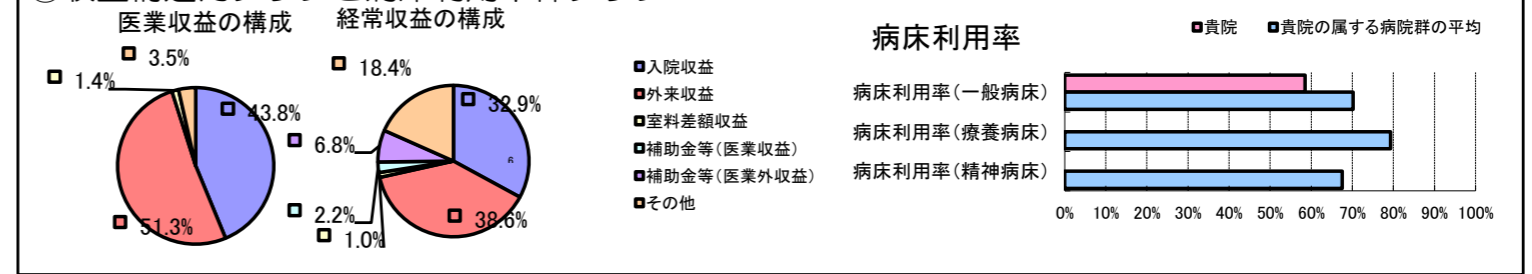 医業収益の構成
3.5%
1.4%
43.8%
51.3%
経常収益の構成
18.4%
32.9%
6.8%
6
2.2%
1.0%
38.6%
入院収益
外来収益
室料差額収益
補助金等(医業収益)
補助金等(医業外収益)
その他
病床利用率
貴院 貴院の属する病院群の平均
病床利用率(一般病床)
病床利用率(療養病床)
病床利用率(精神病床)
0% 10% 20% 30% 40% 50% 60% 70% 80% 90% 100%